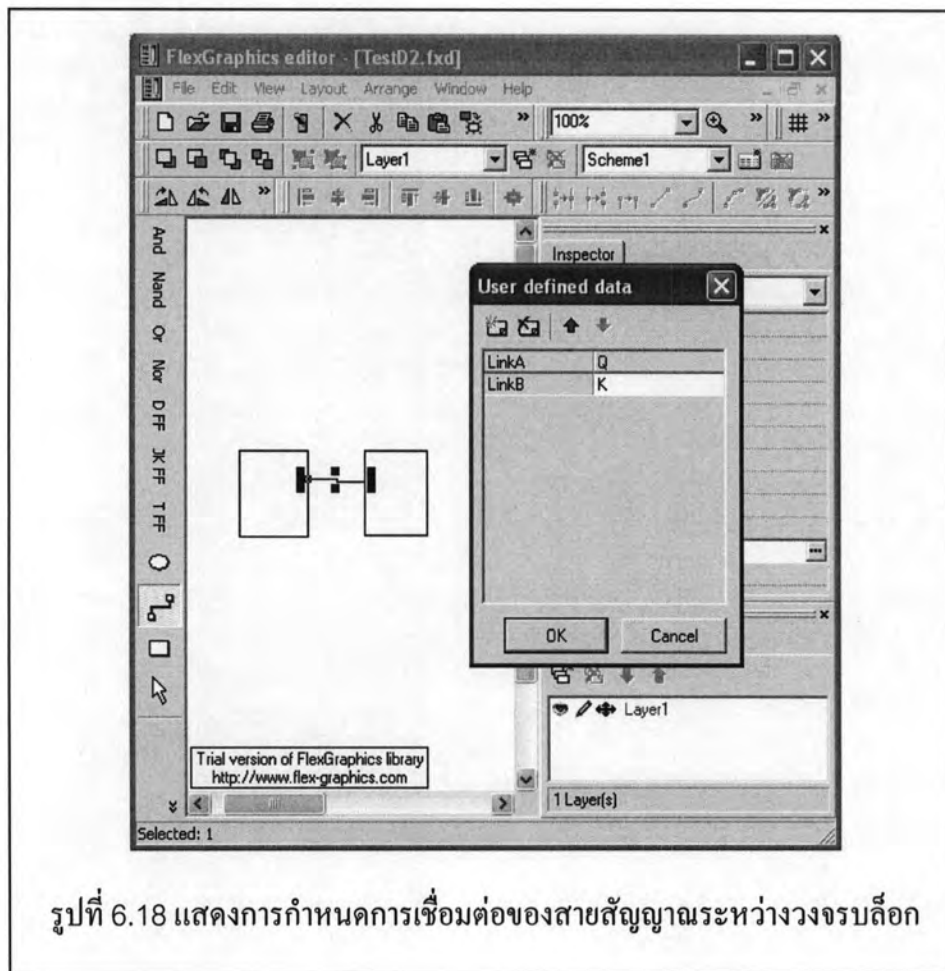 FlexGraphics editor - [TestD2.fxd]
File Edit View Layout Arrange Window Help
100%
Layer1
Scheme1
And
Nand
Or
Nor
D FF
JK FF
T FF
Inspector
User defined data
LinkA Q
LinkB K
OK Cancel
Layer1
1 Layer(s)
Trial version of FlexGraphics library
http://www.flex-graphics.com
Selected: 1
รูปที่ 6.18 แสดงการกำหนดการเชื่อมต่อของสายสัญญาณระหว่างวงจรบล็อก